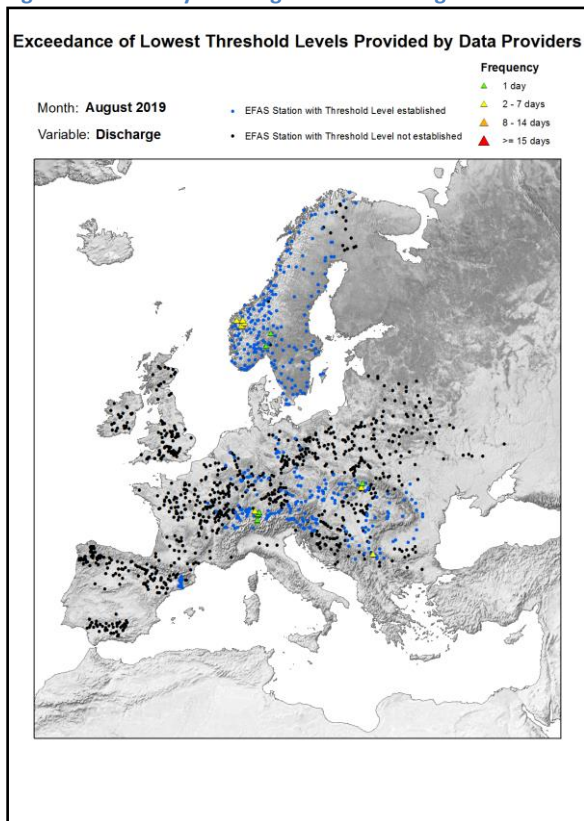 Exceedance of Lowest Threshold Levels Provided by Data Providers
Frequency
1 day
Month: August 2019
EFAS Station with Threshold Level established
2 - 7 days
8 - 14 days
Variable: Discharge
EFAS Station with Threshold Level not established
>= 15 days